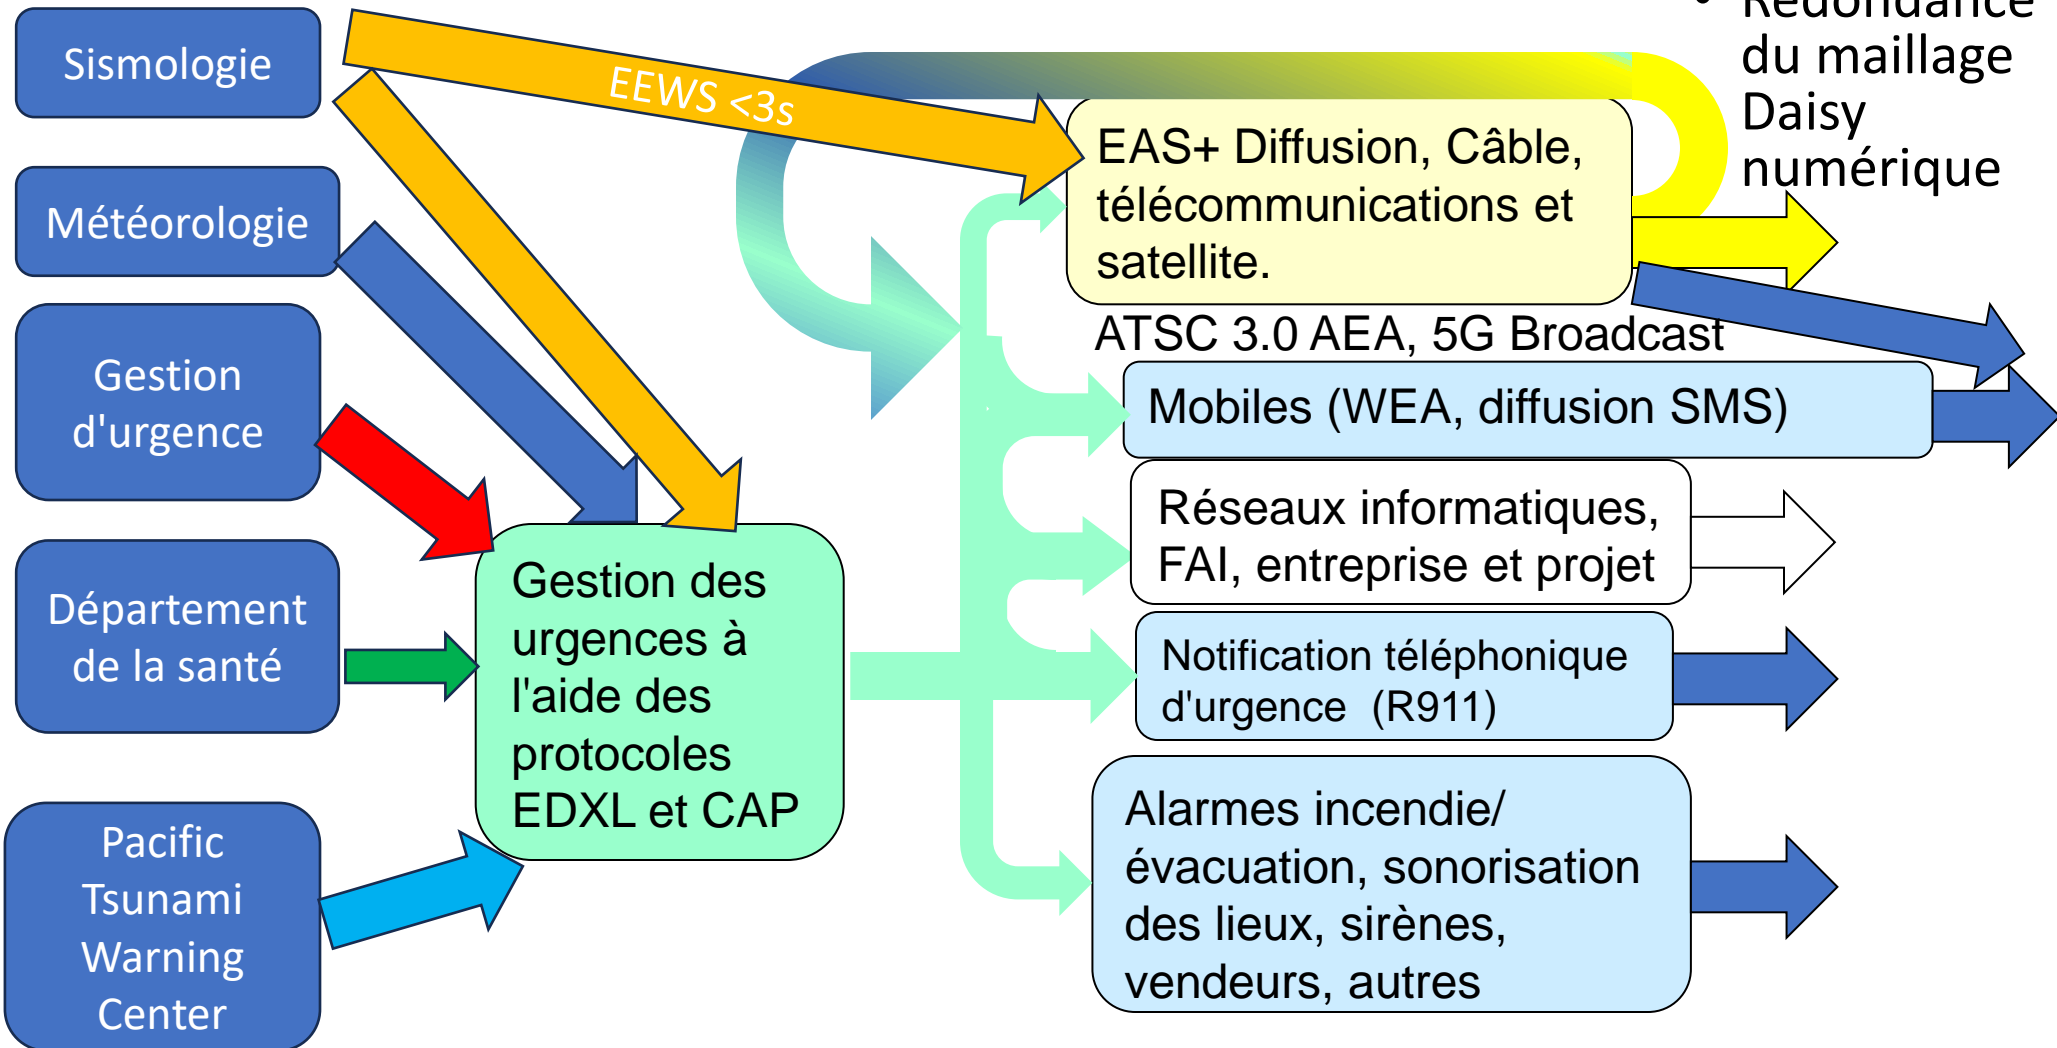 Sismologie
Météorologie
Gestion
d'urgence
Département
de la santé
Pacific
Tsunami
Warning
Center
EEWS <3s
Gestion des
urgences à
l'aide des
protocoles
EDXL et CAP
• Redondance
du maillage
Daisy
numérique
EAS+ Diffusion, Câble,
télécommunications et
satellite.
ATSC 3.0 AEA, 5G Broadcast
Mobiles (WEA, diffusion SMS)
Réseaux informatiques,
FAI, entreprise et projet
Notification téléphonique
d'urgence  (R911)
Alarmes incendie/
évacuation, sonorisation
des lieux, sirènes,
vendeurs, autres